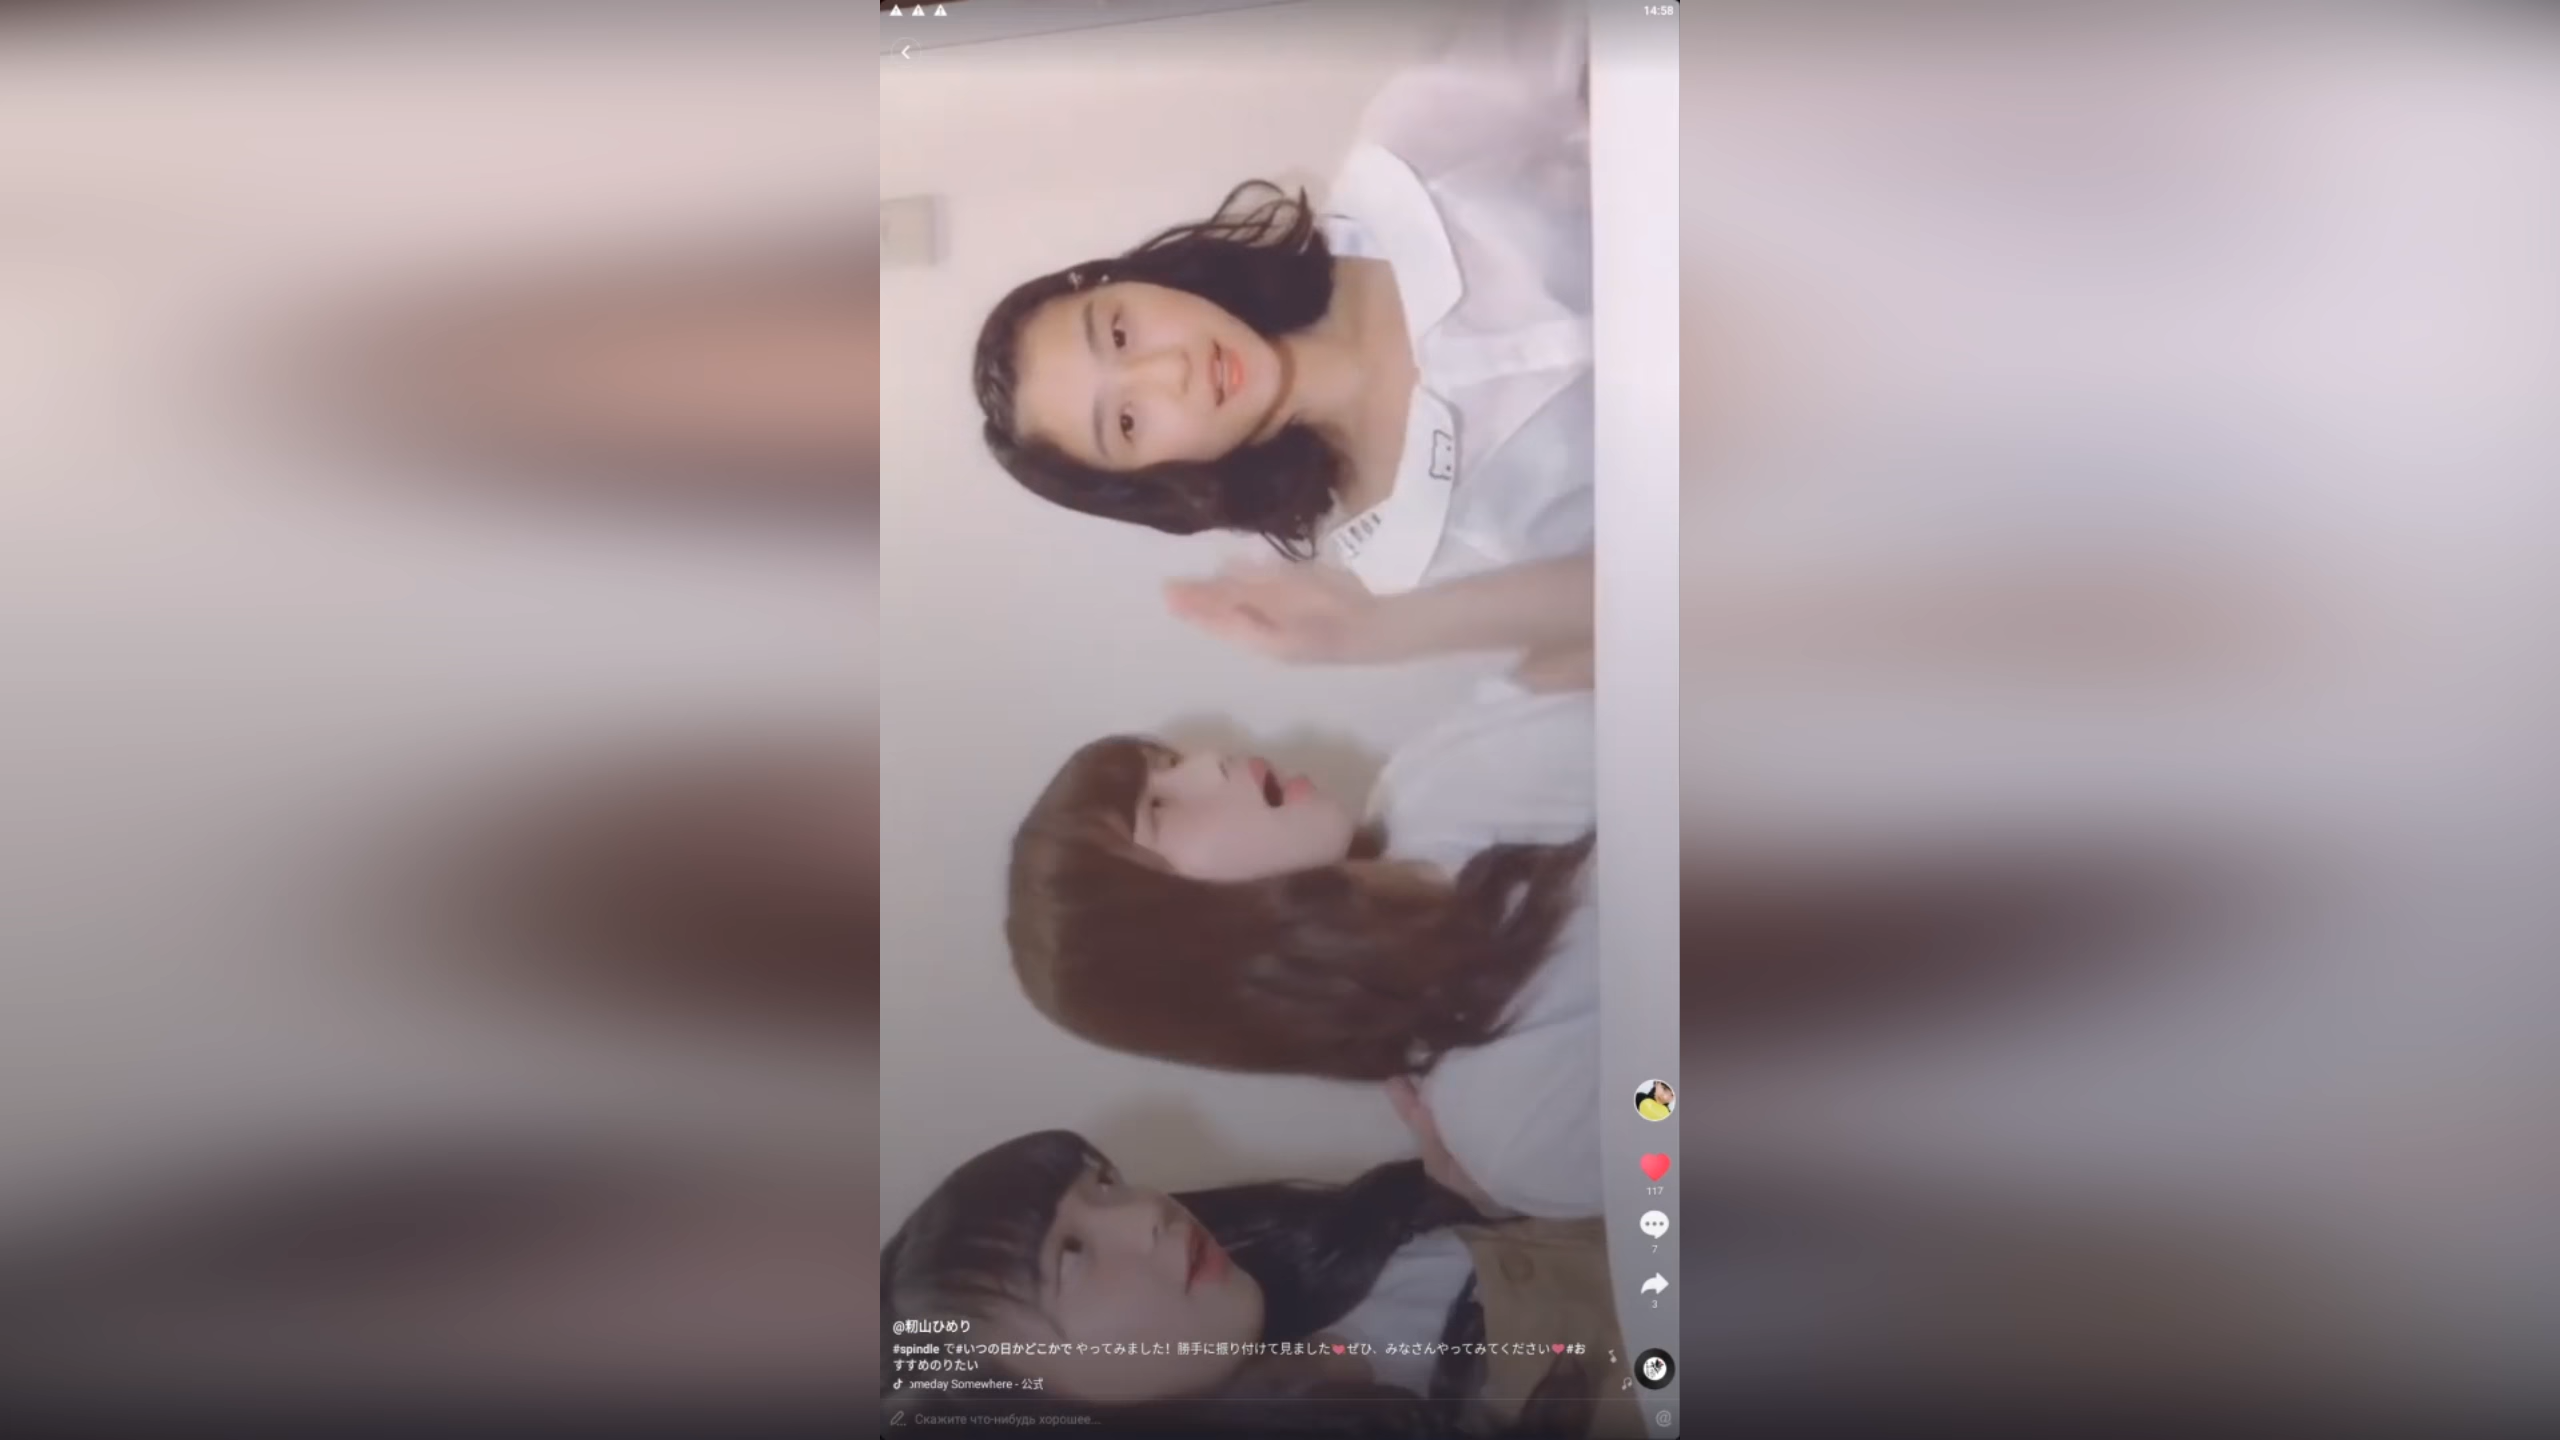 14:58
117
7
3
@籾山ひめり
#spindle で#いつの日かどこかで やってみました！勝手に振り付けて見ました💗ぜひ、みなさんやってみてください💗#お
すすめのりたい
omeday Somewhere - 公式
Скажите что-нибудь хорошее...
@